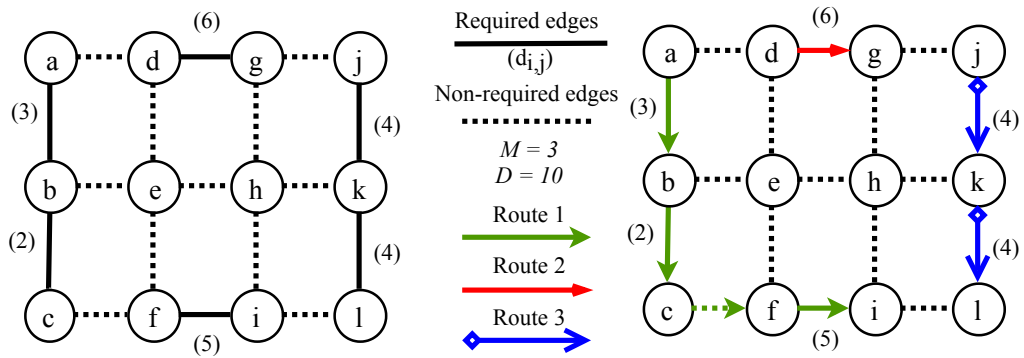 (6)
a d g j
(3)
(4)
b e h k
(2)
(4)
c f i l
(5)
Required edges
(d_{i,j})
Non-required edges
M = 3
D = 10
Route 1
Route 2
Route 3
(6)
a d g j
(3)
(4)
b e h k
(2)
(4)
c f i l
(5)